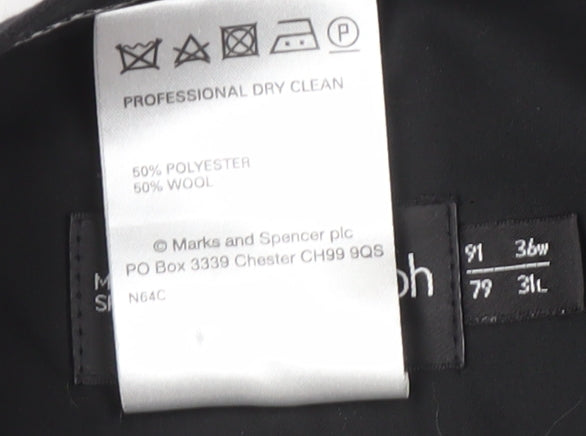 P
PROFESSIONAL DRY CLEAN
50% POLYESTER
50% WOOL
© Marks and Spencer plc
PO Box 3339 Chester CH99 9QS
N64C
91 36W
79 31L